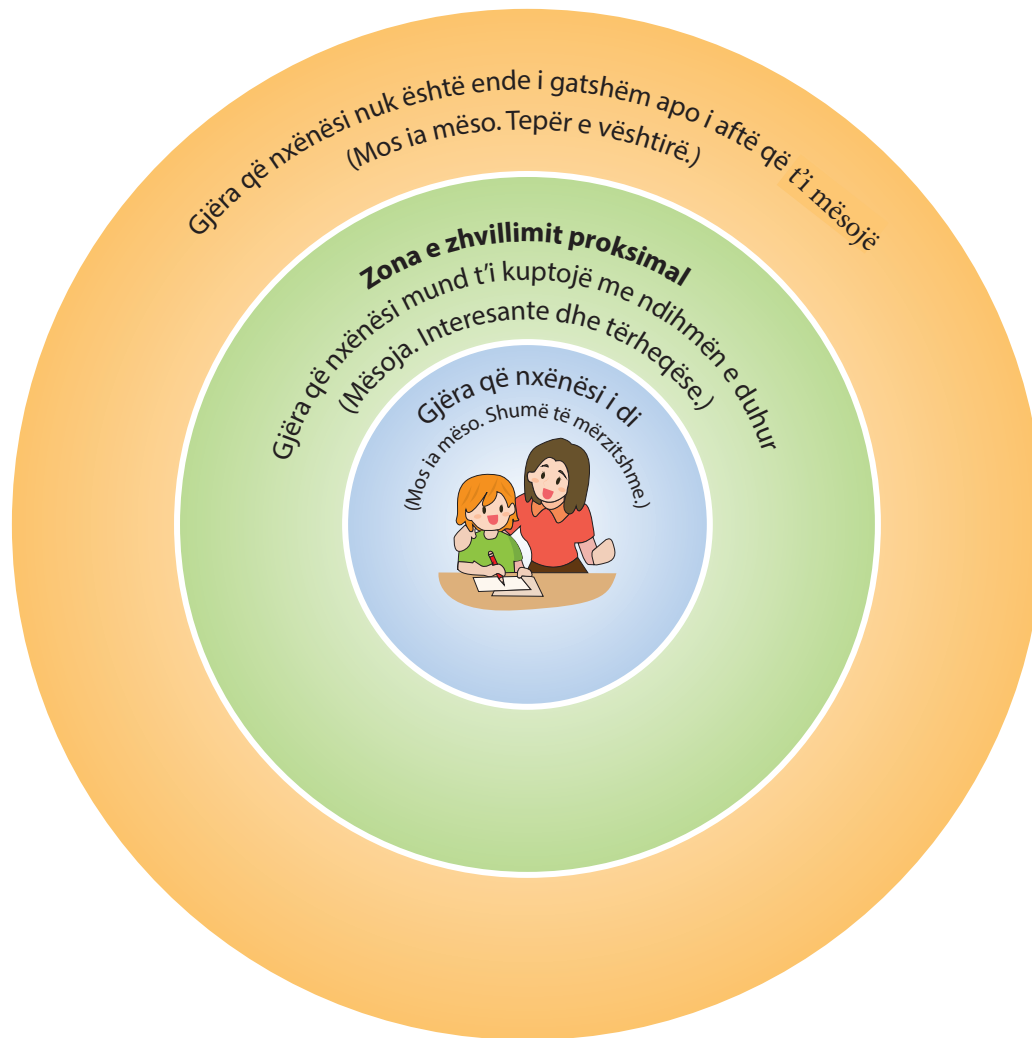 Gjëra që nxënësi nuk është ende i gatshëm apo i aftë që t’i mësojë
(Mos ia mëso. Tepër e vështirë.)
Zona e zhvillimit proksimal
Gjëra që nxënësi mund t’i kuptojë me ndihmën e duhur
(Mësoja. Interesante dhe tërheqëse.)
Gjëra që nxënësi i di
(Mos ia mëso. Shumë të mërzitshme.)